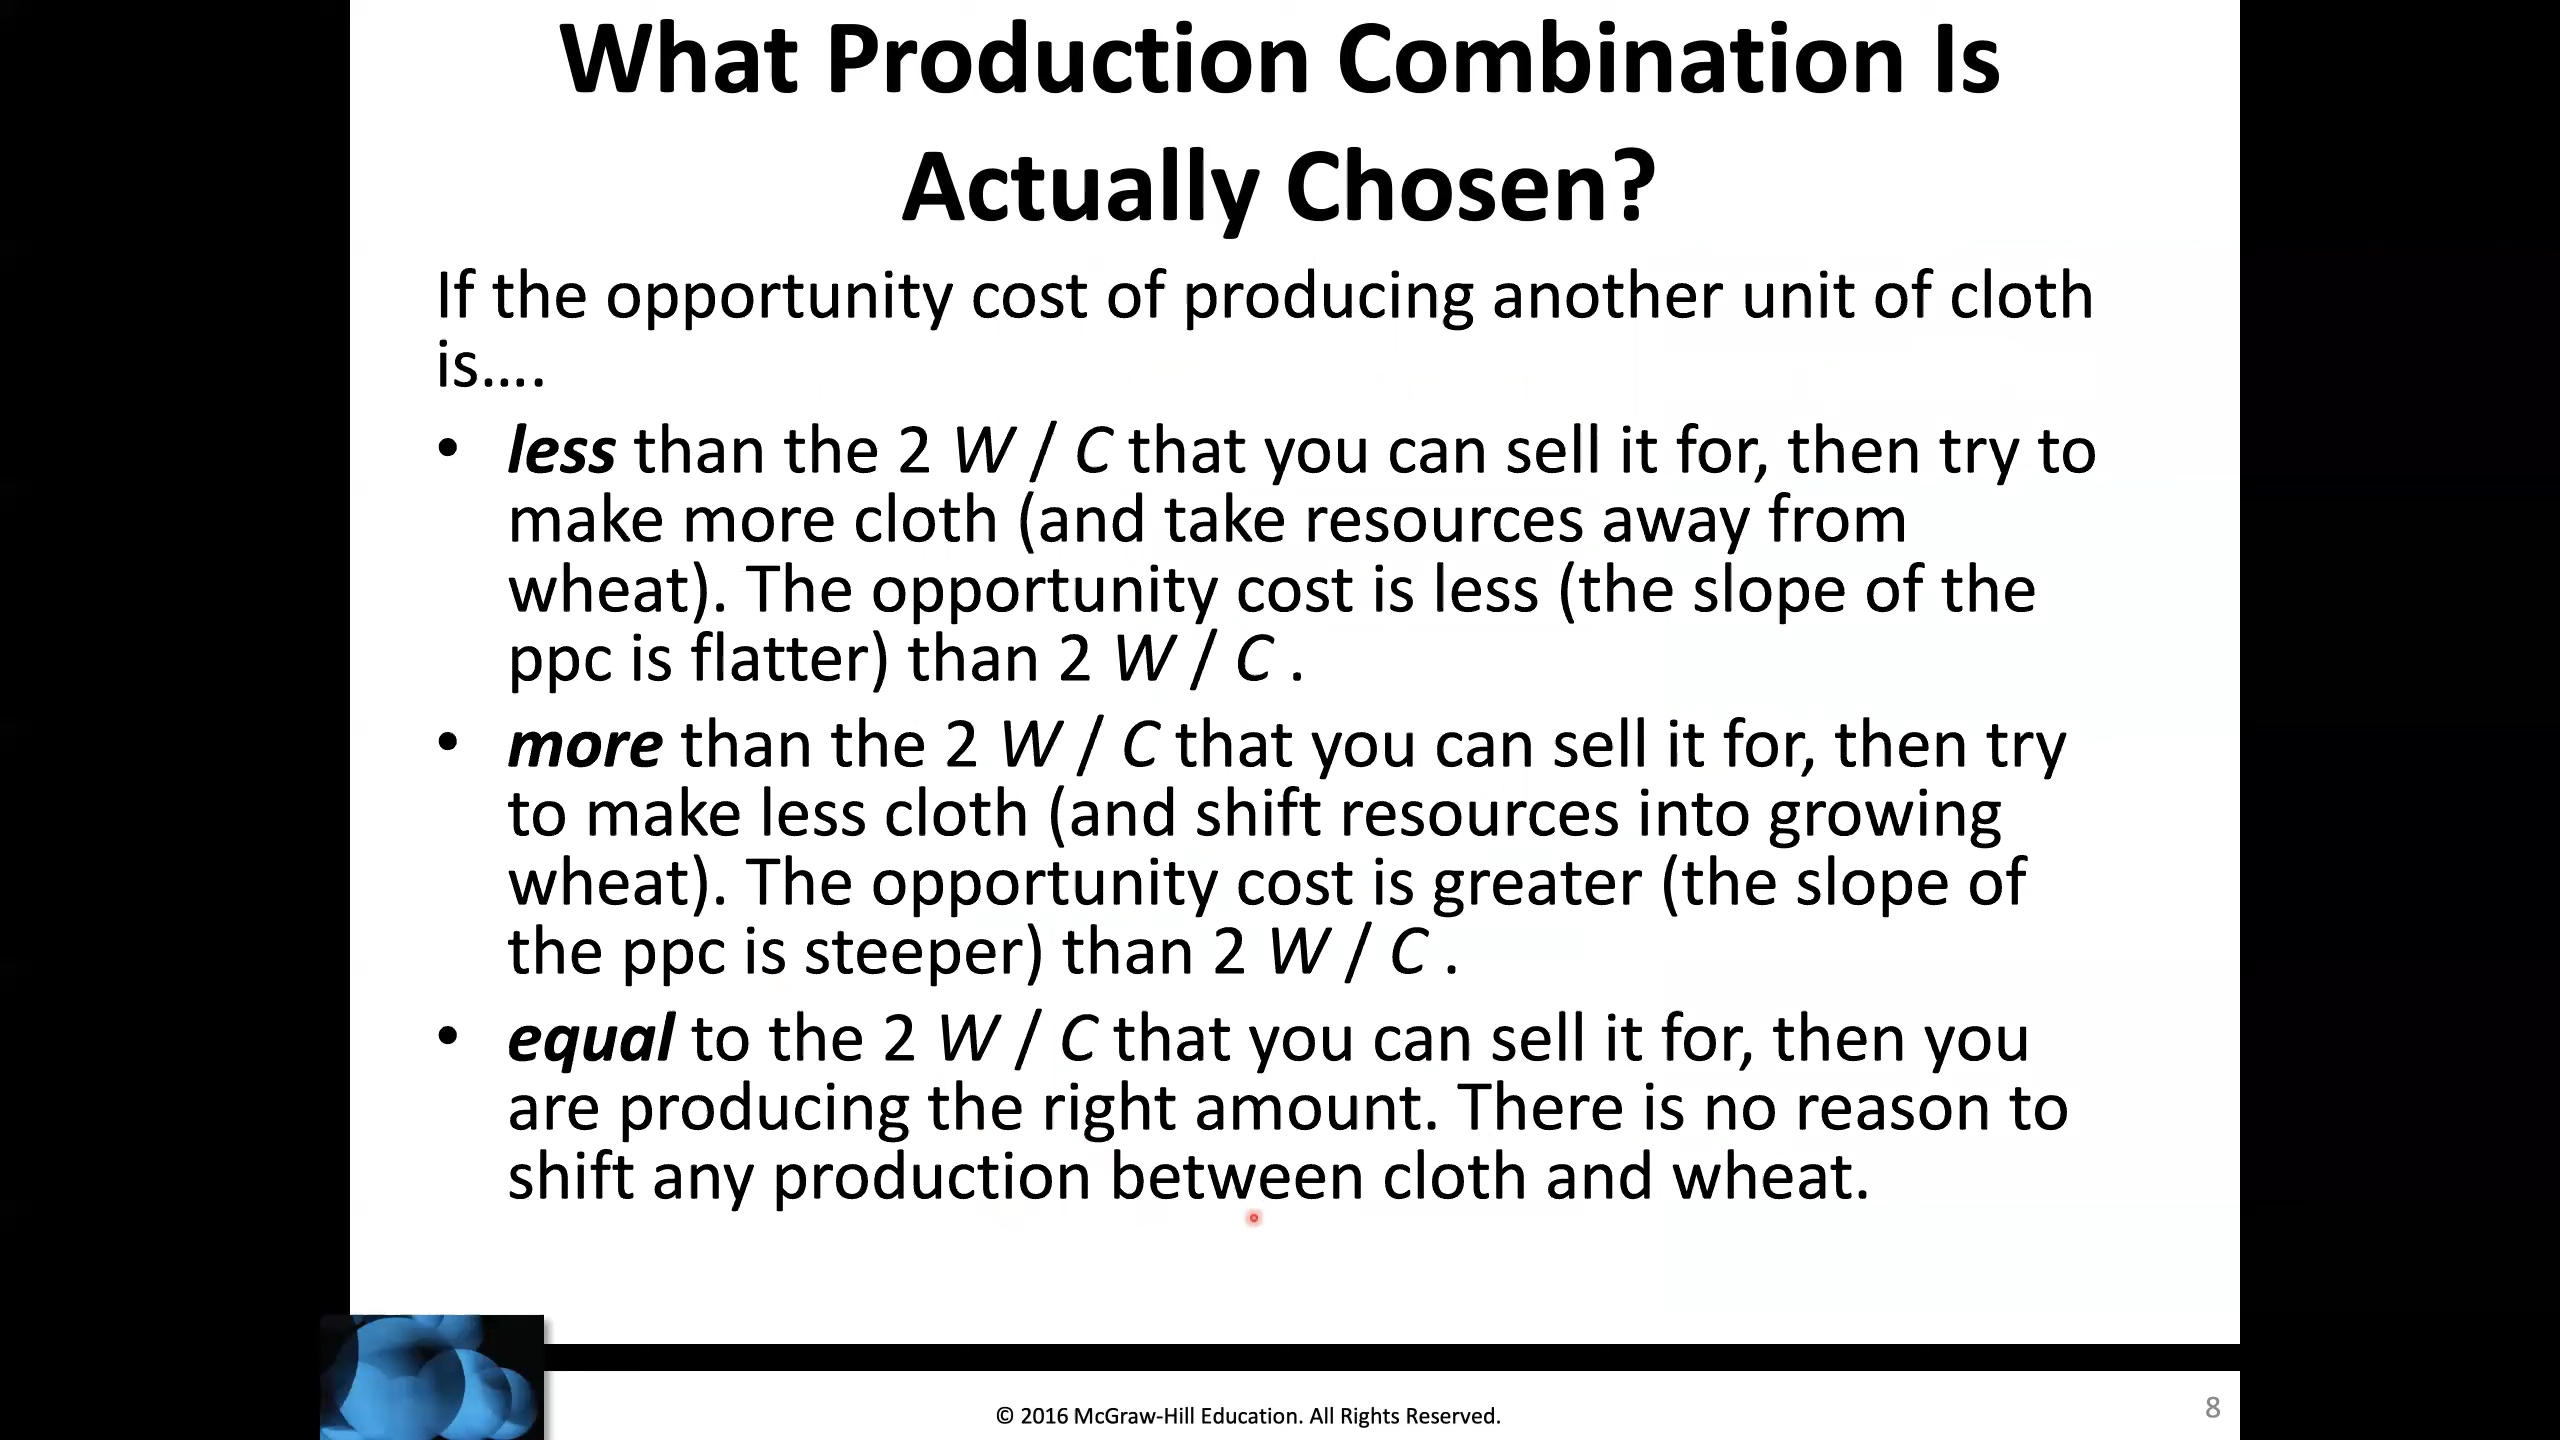 What Production Combination Is
Actually Chosen?
If the opportunity cost of producing another unit of cloth
is….
• less than the 2 W / C that you can sell it for, then try to
make more cloth (and take resources away from
wheat). The opportunity cost is less (the slope of the
ppc is flatter) than 2 W / C .
• more than the 2 W / C that you can sell it for, then try
to make less cloth (and shift resources into growing
wheat). The opportunity cost is greater (the slope of
the ppc is steeper) than 2 W / C .
• equal to the 2 W / C that you can sell it for, then you
are producing the right amount. There is no reason to
shift any production between cloth and wheat.
© 2016 McGraw-Hill Education. All Rights Reserved.
8